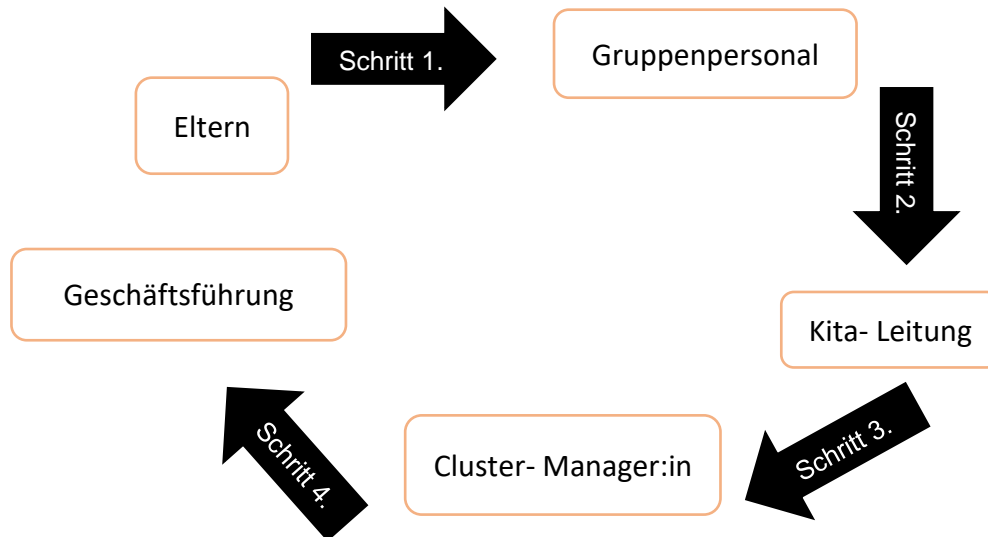 Eltern
Schritt 1.
Gruppenpersonal
Schritt 2.
Kita- Leitung
Schritt 3.
Cluster- Manager:in
Schritt 4.
Geschäftsführung